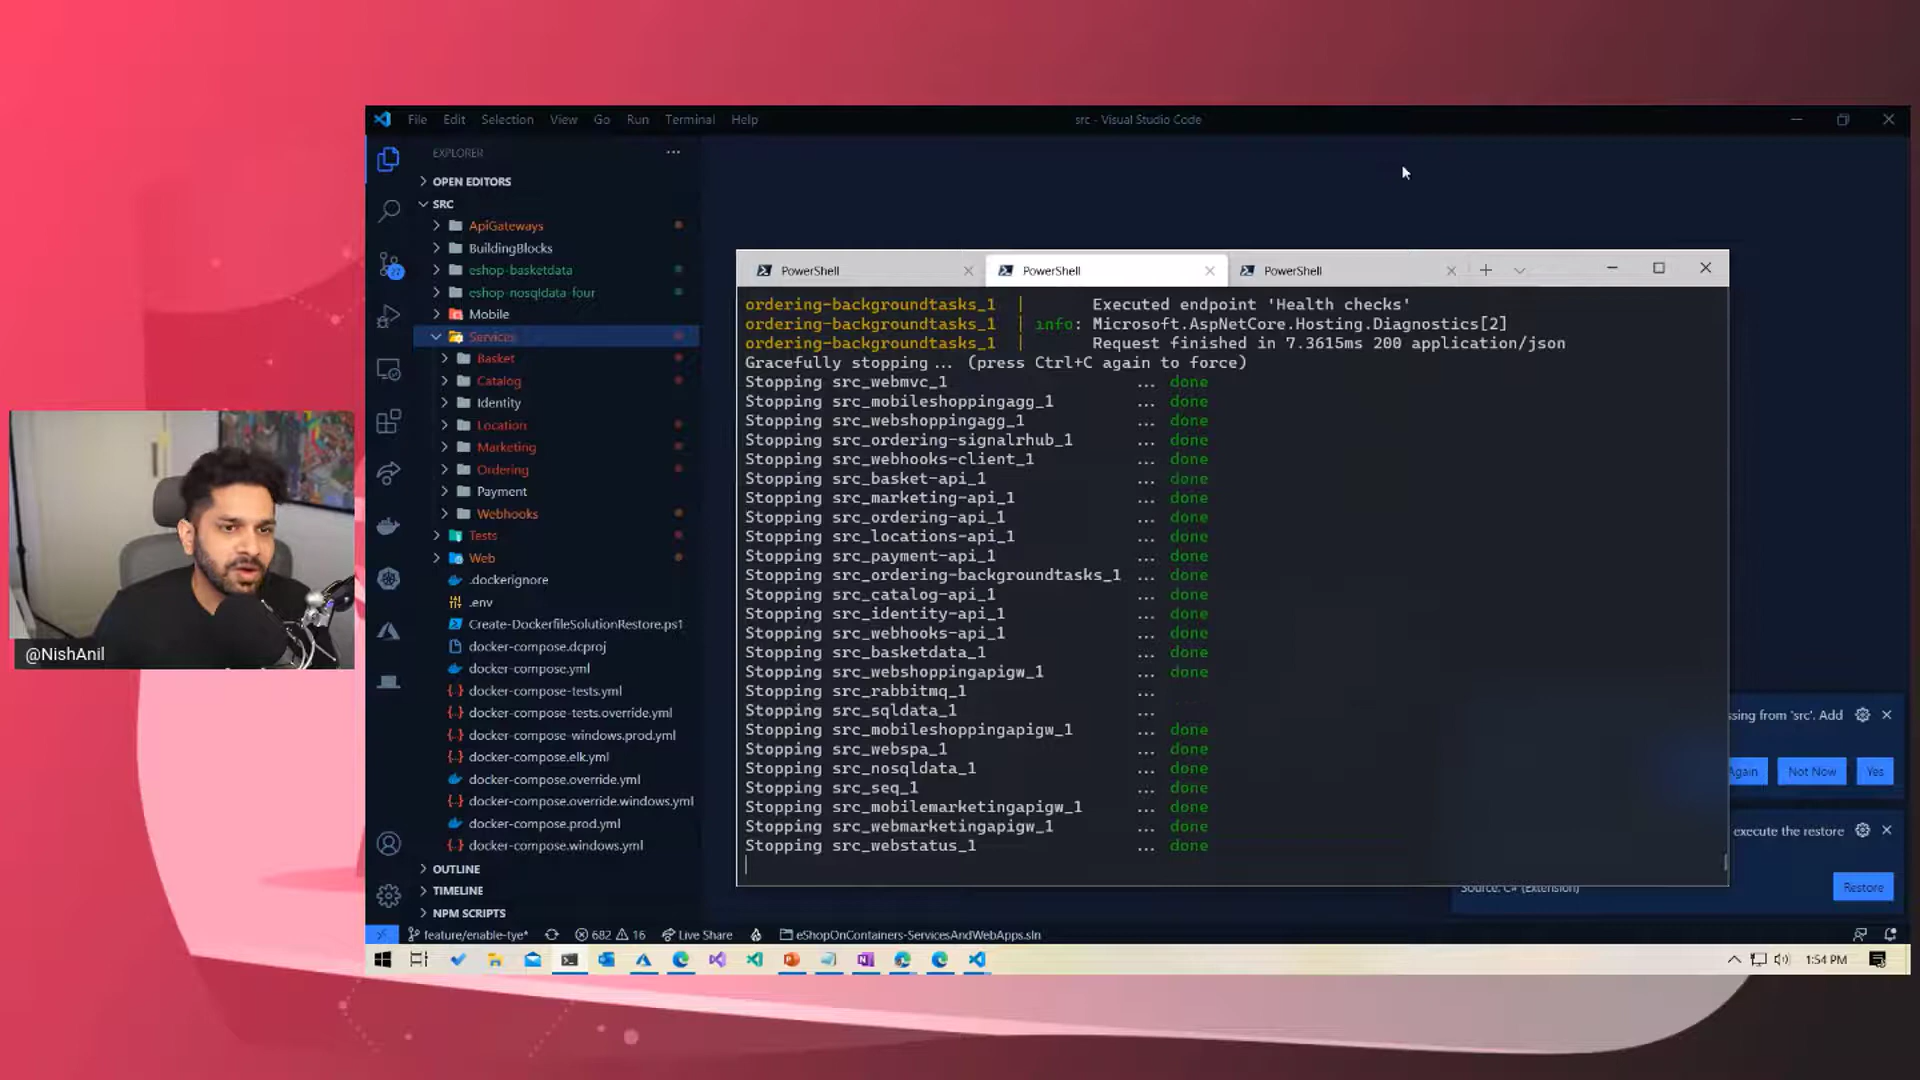 File Edit Selection View Go Run Terminal Help
src - Visual Studio Code
EXPLORER
OPEN EDITORS
SRC
ApiGateways
BuildingBlocks
eshop-basketdata
eshop-nosqldata-four
Mobile
Services
Basket
Catalog
Identity
Location
Marketing
Ordering
Payment
Webhooks
Tests
Web
.dockerignore
.env
Create-DockerfileSolutionRestore.ps1
docker-compose.dcproj
docker-compose.yml
docker-compose-tests.yml
docker-compose-tests.override.yml
docker-compose-windows.prod.yml
docker-compose.elk.yml
docker-compose.override.yml
docker-compose.override.windows.yml
docker-compose.prod.yml
docker-compose.windows.yml
OUTLINE
TIMELINE
NPM SCRIPTS
PowerShell
PowerShell
PowerShell
ordering-backgroundtasks_1 | Executed endpoint 'Health checks'
ordering-backgroundtasks_1 | info: Microsoft.AspNetCore.Hosting.Diagnostics[2]
ordering-backgroundtasks_1 | Request finished in 7.3615ms 200 application/json
Gracefully stopping... (press Ctrl+C again to force)
Stopping src_webmvc_1 ... done
Stopping src_mobileshoppingagg_1 ... done
Stopping src_webshoppingagg_1 ... done
Stopping src_ordering-signalrhub_1 ... done
Stopping src_webhooks-client_1 ... done
Stopping src_basket-api_1 ... done
Stopping src_marketing-api_1 ... done
Stopping src_ordering-api_1 ... done
Stopping src_locations-api_1 ... done
Stopping src_payment-api_1 ... done
Stopping src_ordering-backgroundtasks_1 ... done
Stopping src_catalog-api_1 ... done
Stopping src_identity-api_1 ... done
Stopping src_webhooks-api_1 ... done
Stopping src_basketdata_1 ... done
Stopping src_webshoppingapigw_1 ... done
Stopping src_rabbitmq_1 ...
Stopping src_sqldata_1 ...
Stopping src_mobileshoppingapigw_1 ... done
Stopping src_webspa_1 ... done
Stopping src_nosqldata_1 ... done
Stopping src_seq_1 ... done
Stopping src_mobilemarketingapigw_1 ... done
Stopping src_webmarketingapigw_1 ... done
Stopping src_webstatus_1 ... done
from 'src'. Add
Again Not Now Yes
execute the restore
Source: C# (Extension)
Restore
@NishAnil
feature/enable-tye* 682 16 Live Share eShopOnContainers-ServicesAndWebApps.sln
1:54 PM